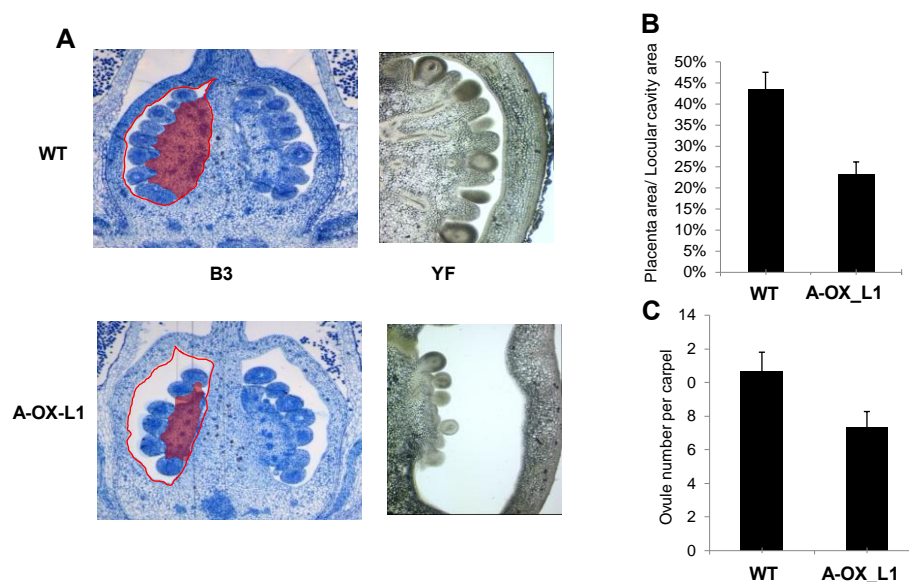 A
WT
B3
YF
A-OX-L1
B
Placenta area/ Locular cavity area
50%
45%
40%
35%
30%
25%
20%
15%
10%
5%
0%
WT
A-OX_L1
C
Ovule number per carpel
14
2
0
8
6
4
2
0
WT
A-OX_L1